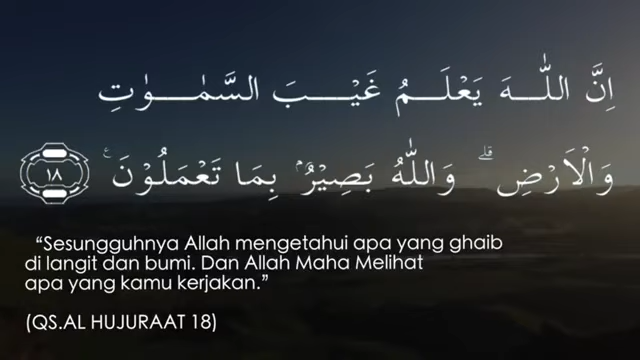 اِنَّ اللّٰهَ يَعْلَمُ غَيْبَ السَّمٰوٰتِ
وَالْاَرْضِۗ وَاللّٰهُ بَصِيْرٌۢ بِمَا تَعْمَلُوْنَ ࣖ ١٨
“Sesungguhnya Allah mengetahui apa yang ghaib
di langit dan bumi. Dan Allah Maha Melihat
apa yang kamu kerjakan.”
(QS.AL HUJURAAT 18)